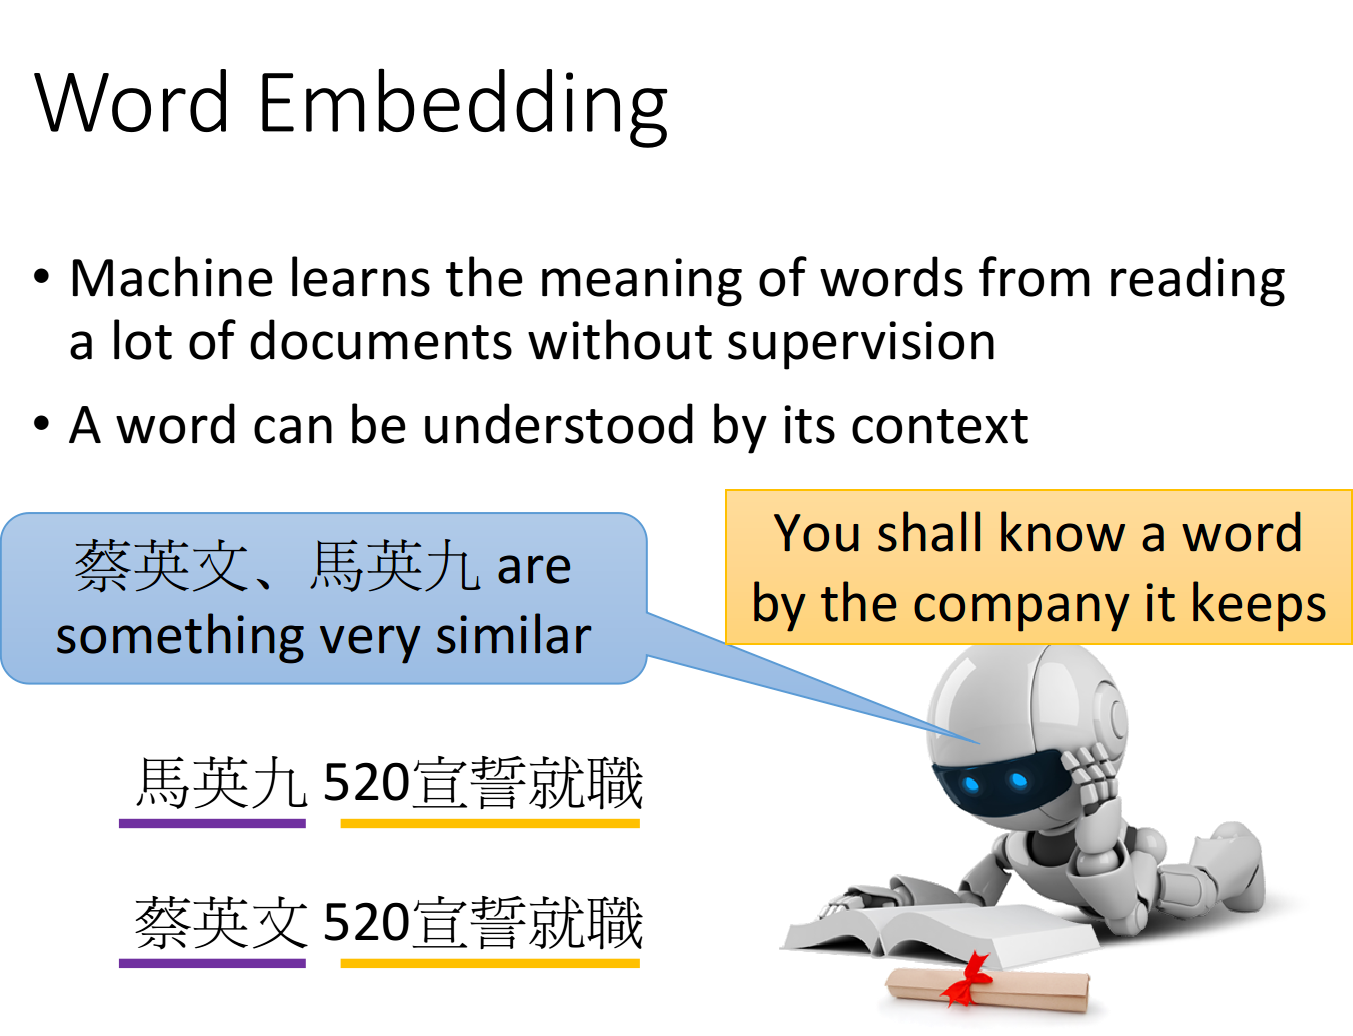 Word Embedding
• Machine learns the meaning of words from reading
a lot of documents without supervision
• A word can be understood by its context
蔡英文、馬英九 are
something very similar
You shall know a word
by the company it keeps
馬英九 520宣誓就職
蔡英文 520宣誓就職